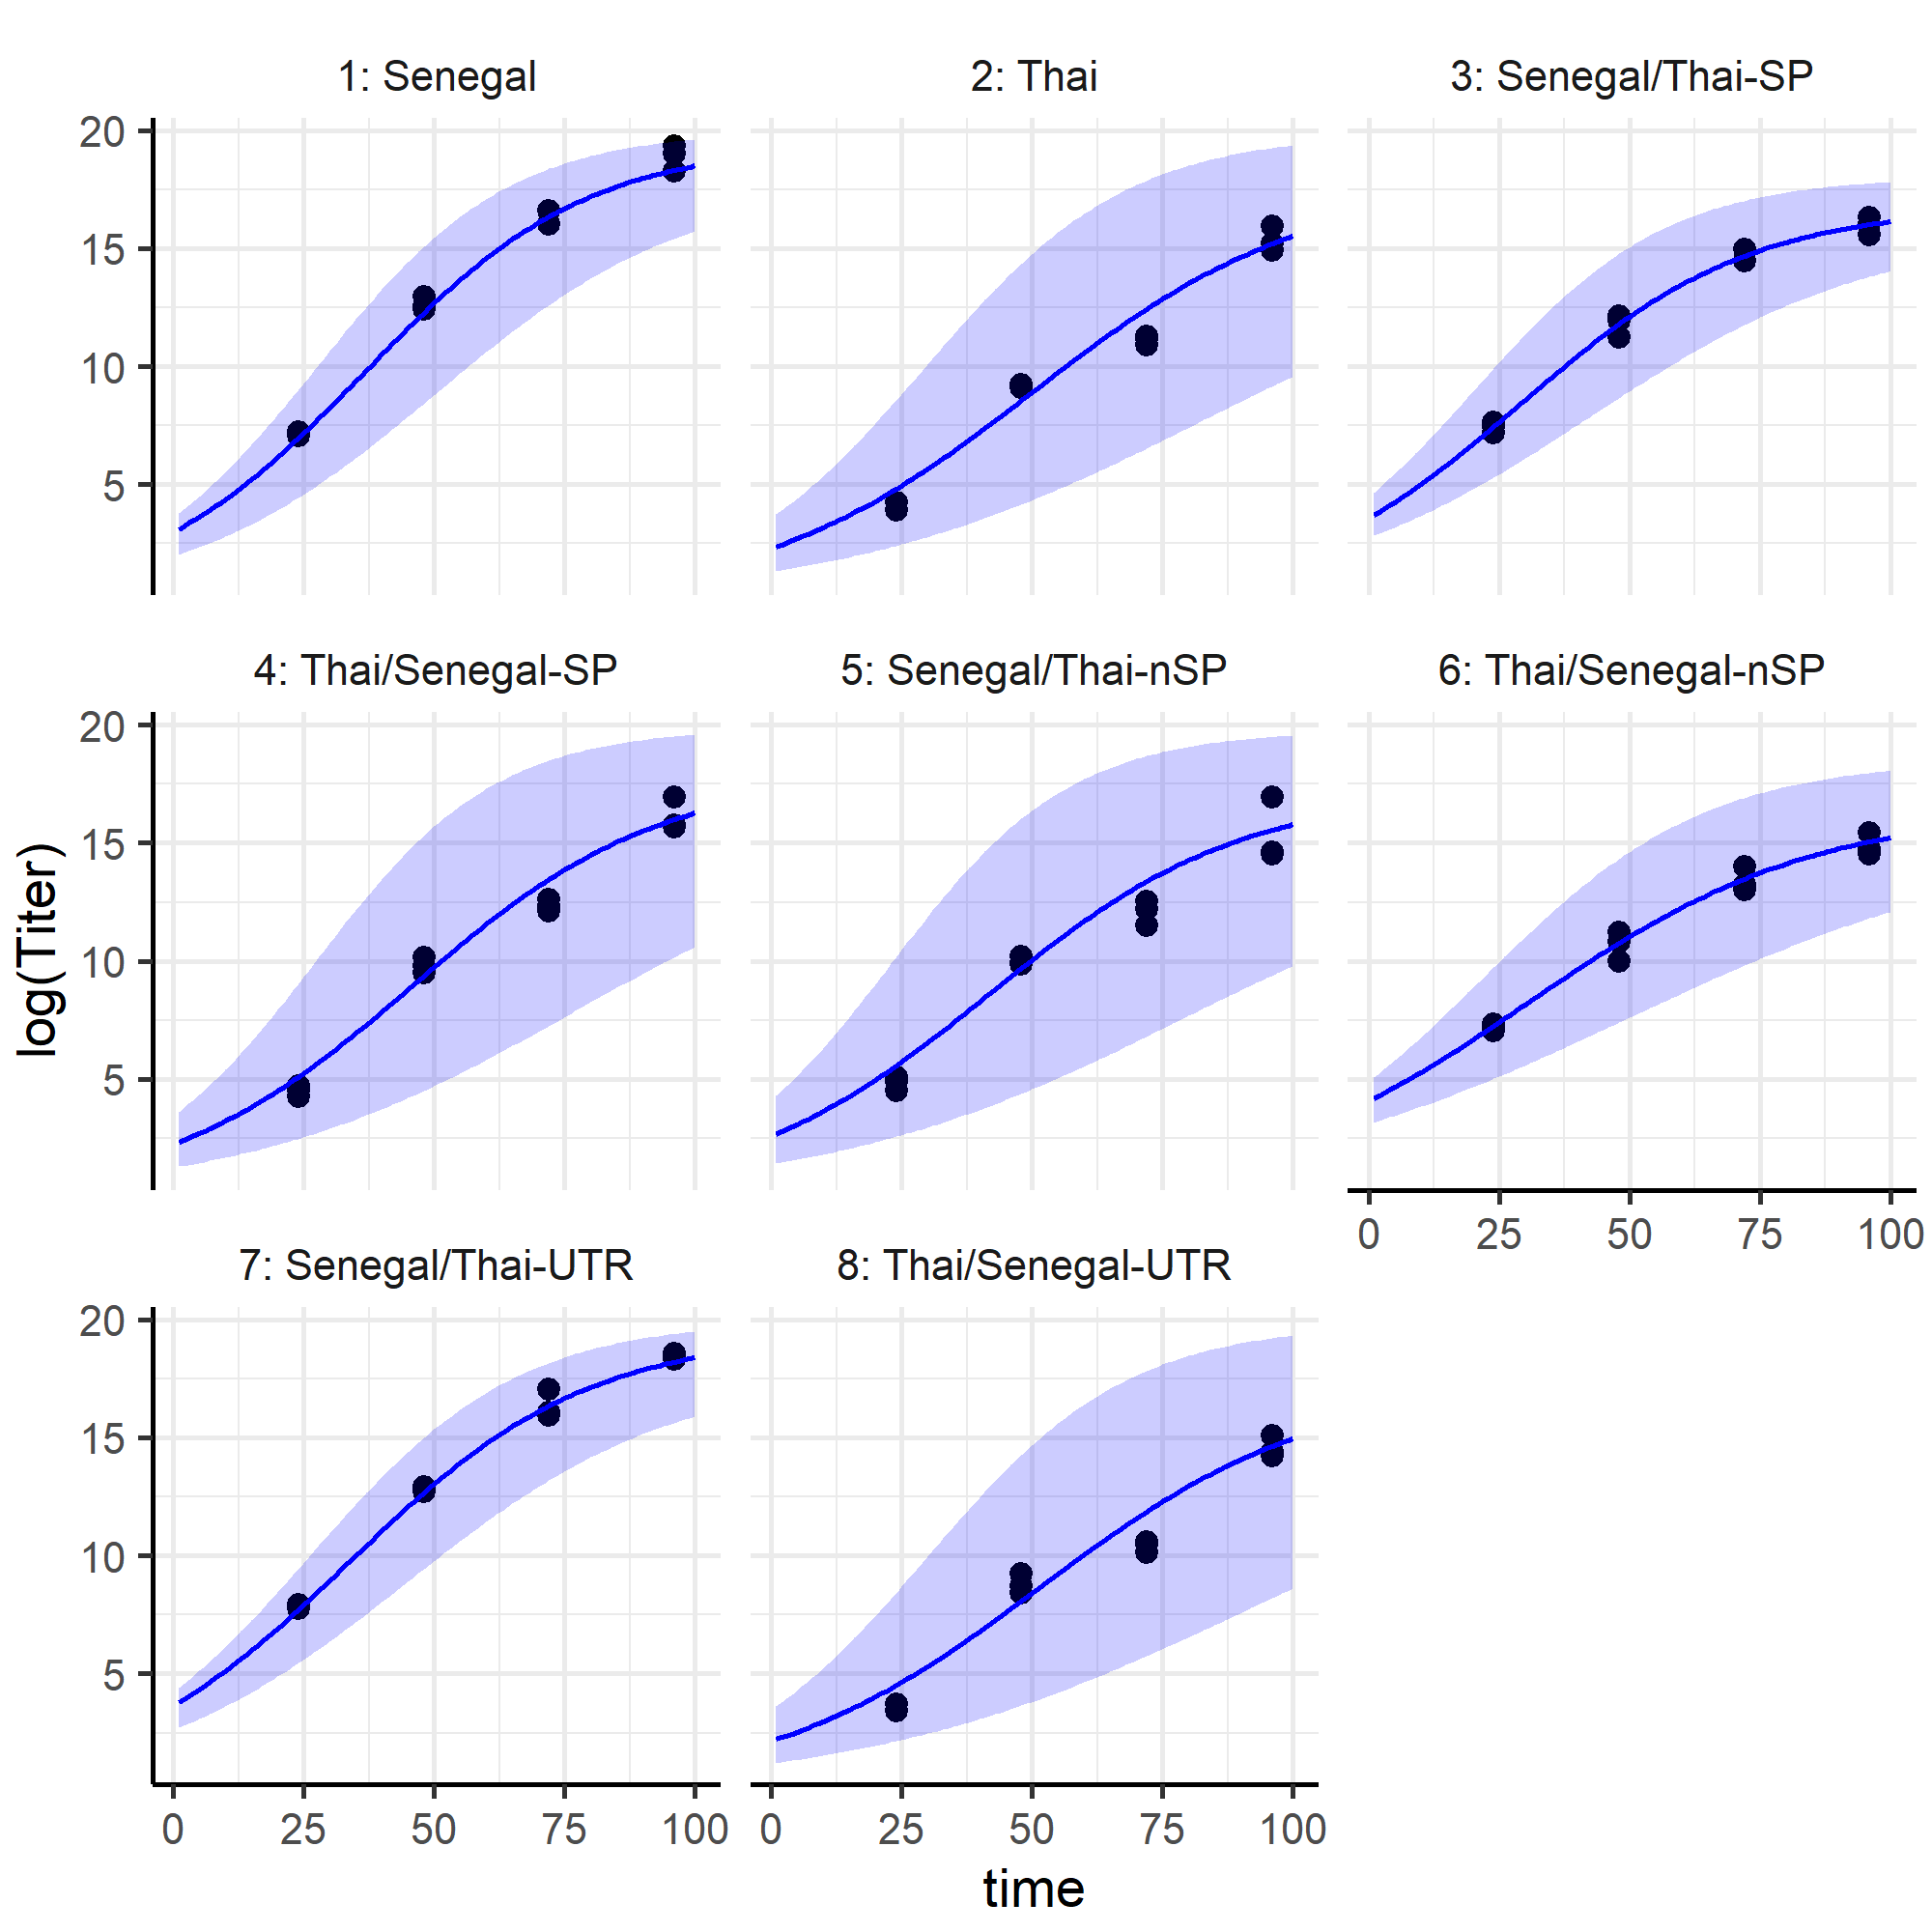 1: Senegal 2: Thai 3: Senegal/Thai-SP
20
15
10
5
4: Thai/Senegal-SP 5: Senegal/Thai-nSP 6: Thai/Senegal-nSP
20
15
10
5
0 25 50 75 100
7: Senegal/Thai-UTR 8: Thai/Senegal-UTR
20
15
10
5
0 25 50 75 100 0 25 50 75 100
log(Titer)
time